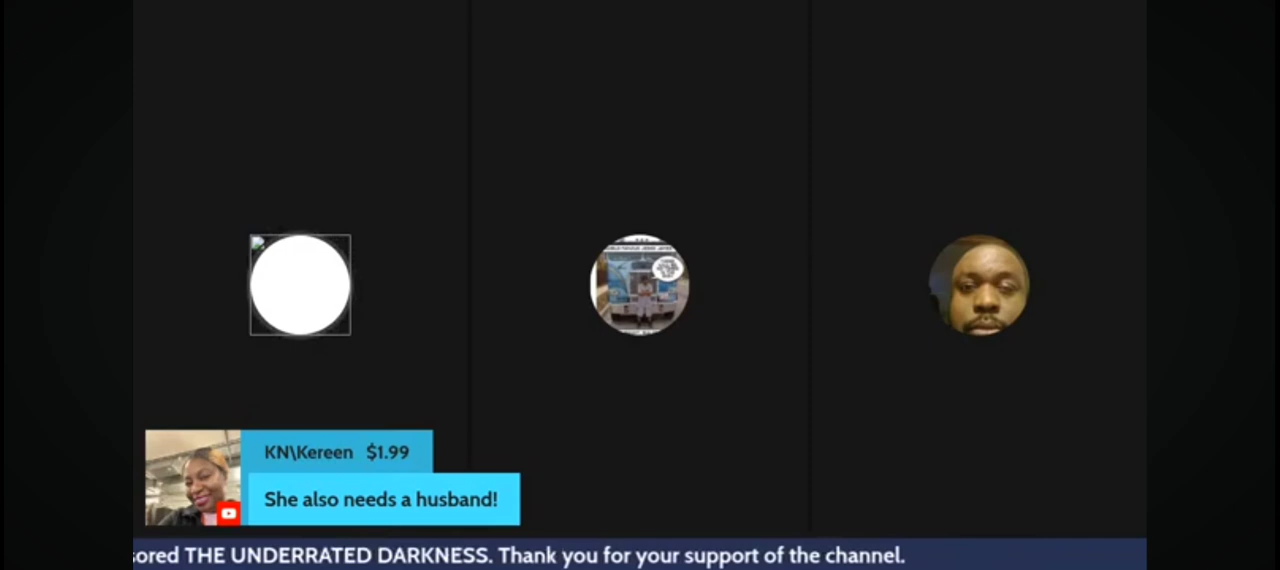 KN\Kereen $1.99
She also needs a husband!
sored THE UNDERRATED DARKNESS. Thank you for your support of the channel.